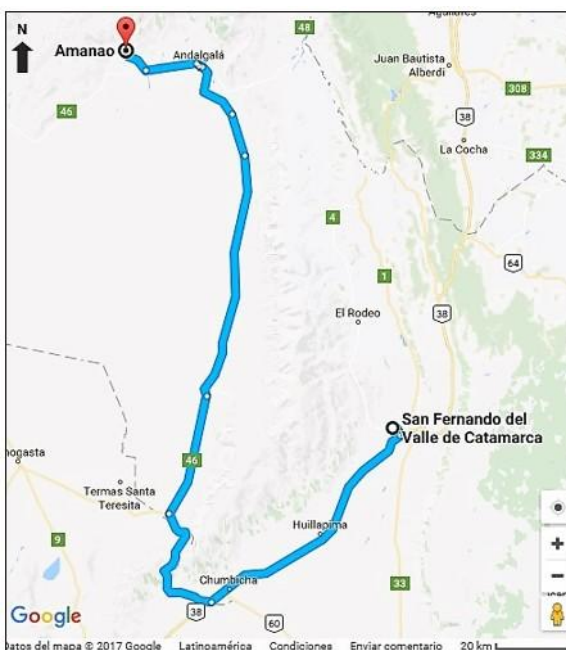 N
Aguilares
48
Amanao
Andalgalá
Juan Bautista
Alberdi
308
46
38
La Cocha
334
4
64
1
38
El Rodeo
San Fernando del
Valle de Catamarca
46
Termas Santa
Teresita
nogasta
Huillapima
9
Chumbicha
33
38
60
Google
Datos del mapa © 2017 Google Latinoamérica Condiciones Enviar comentario 20 km